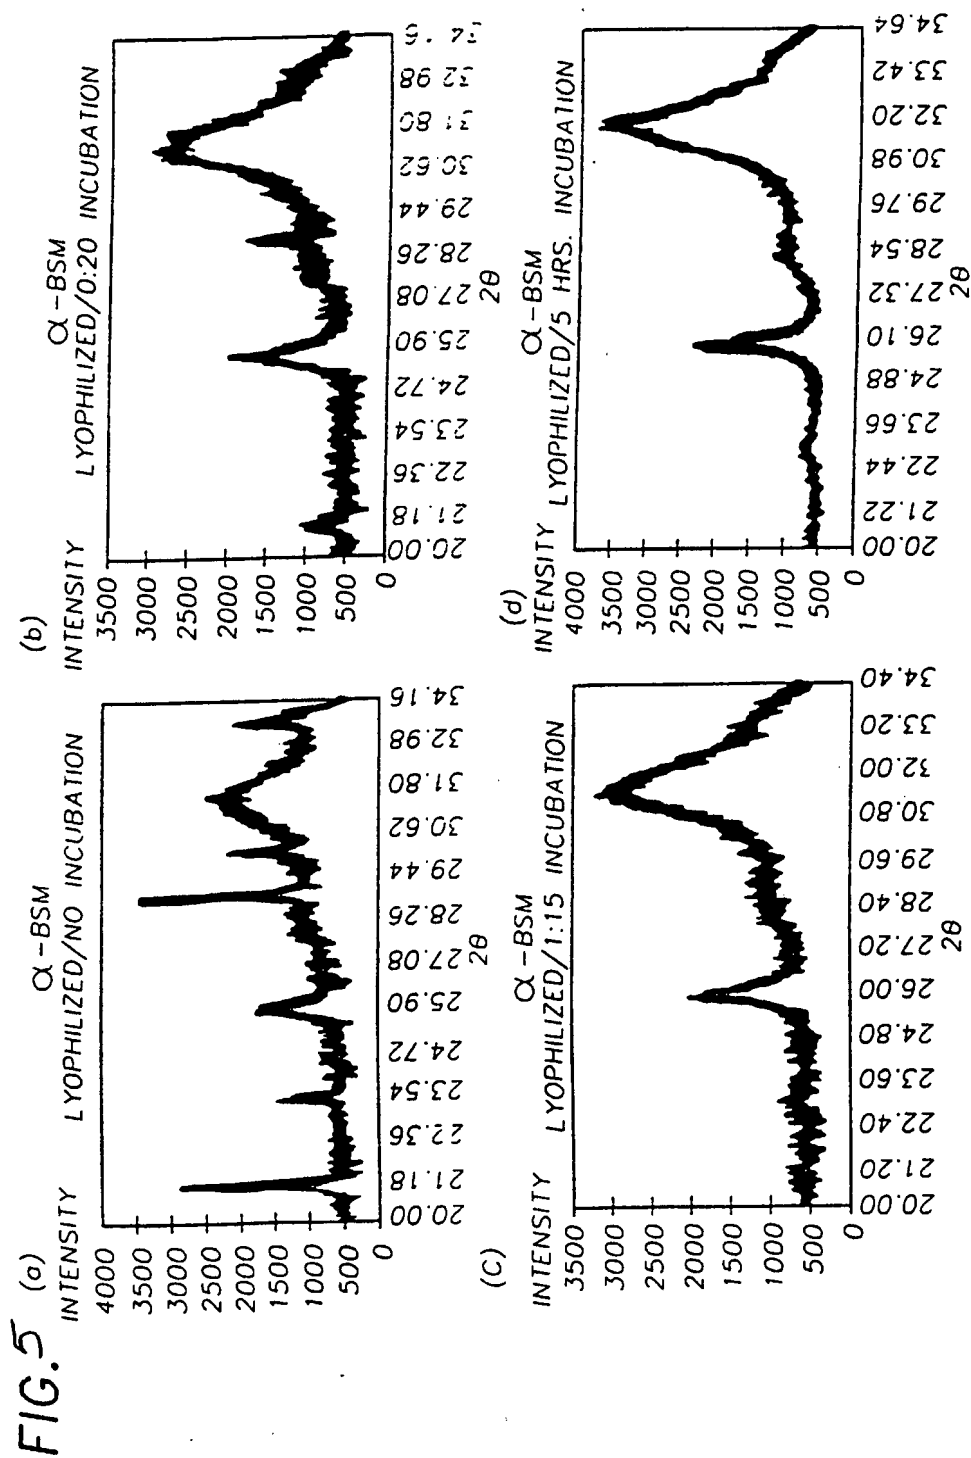 FIG.5
(a)
α-BSM
INTENSITY LYOPHILIZED/NO INCUBATION
4000
3500
3000
2500
2000
1500
1000
500
0
20.00 21.18 22.36 23.54 24.72 25.90 27.08 28.26 29.44 30.62 31.80 32.98 34.16
2θ
(b)
α-BSM
INTENSITY LYOPHILIZED/0:20 INCUBATION
3500
3000
2500
2000
1500
1000
500
0
20.00 21.18 22.36 23.54 24.72 25.90 27.08 28.26 29.44 30.62 31.80 32.98
2θ
(C)
α-BSM
INTENSITY LYOPHILIZED/1:15 INCUBATION
3500
3000
2500
2000
1500
1000
500
0
20.00 21.20 22.40 23.60 24.80 26.00 27.20 28.40 29.60 30.80 32.00 33.20 34.40
2θ
(d)
α-BSM
INTENSITY LYOPHILIZED/5 HRS. INCUBATION
4000
3500
3000
2500
2000
1500
1000
500
0
20.00 21.22 22.44 23.66 24.88 26.10 27.32 28.54 29.76 30.98 32.20 33.42 34.64
2θ